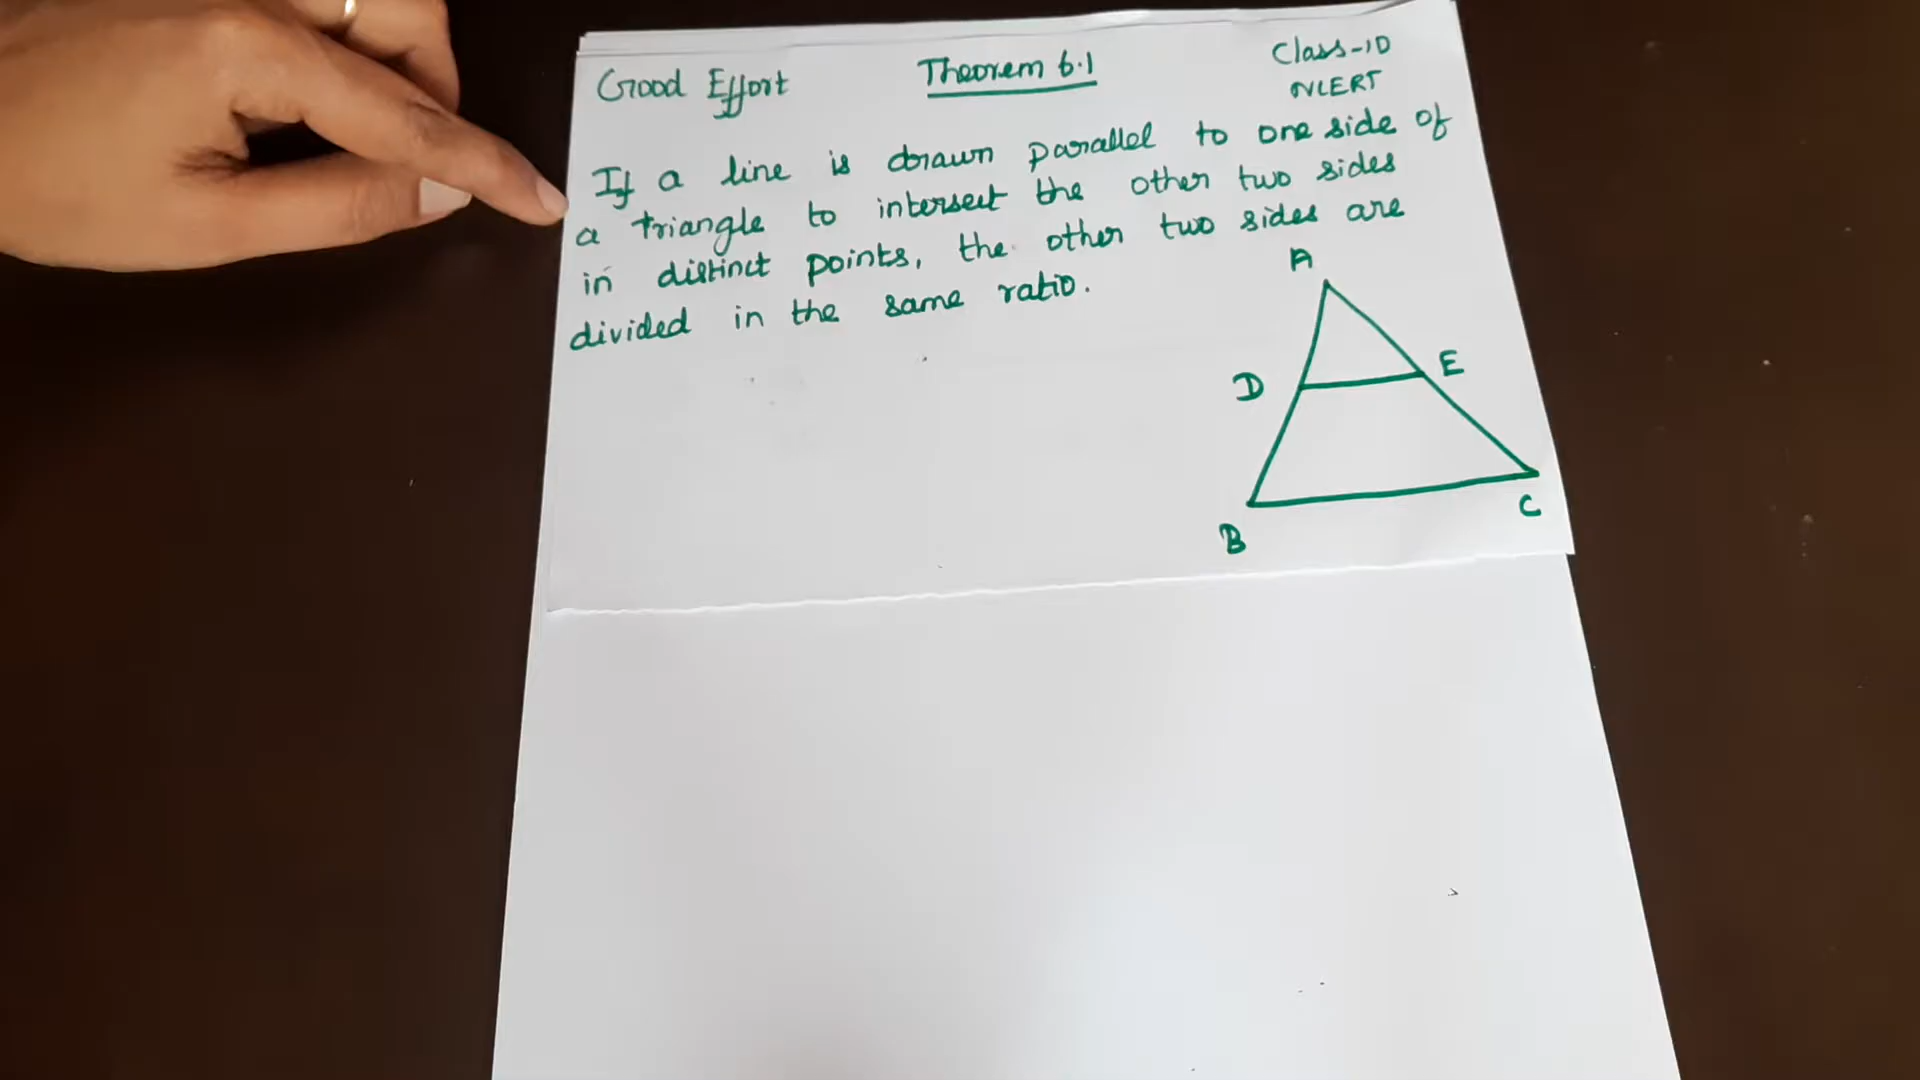 Good Effort
Theorem 6.1
Class-10
NCERT
If a line is drawn parallel to one side of
a triangle to intersect the other two sides
in distinct points, the other two sides are
divided in the same ratio.
A
D
E
B
C